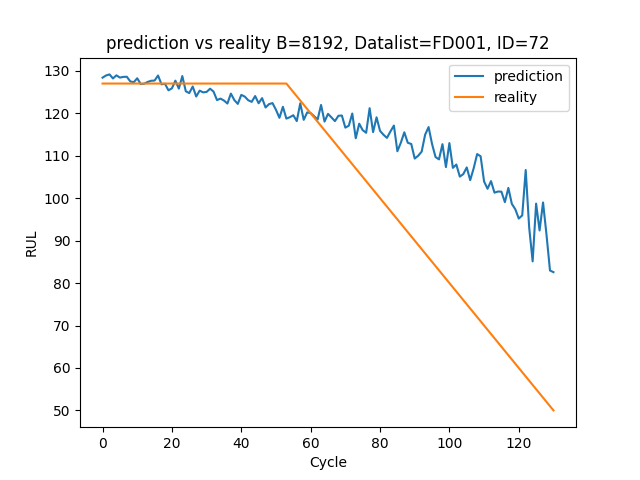 prediction vs reality B=8192, Datalist=FD001, ID=72
prediction
reality
RUL
130
120
110
100
90
80
70
60
50
0 20 40 60 80 100 120
Cycle